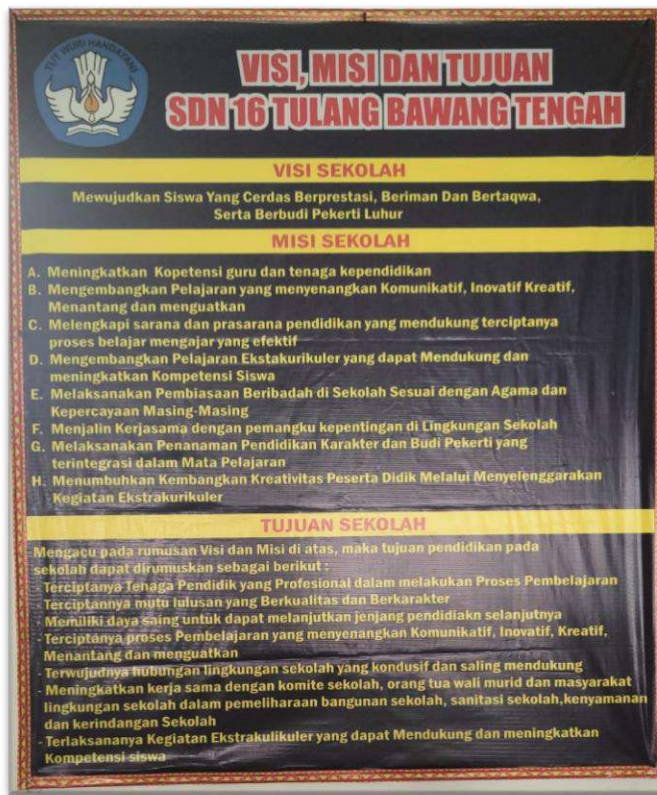 TUT WURI HANDAYANI
VISI, MISI DAN TUJUAN
SDN 16 TULANG BAWANG TENGAH
VISI SEKOLAH
Mewujudkan Siswa Yang Cerdas Berprestasi, Beriman Dan Bertaqwa,
Serta Berbudi Pekerti Luhur
MISI SEKOLAH
A. Meningkatkan Kopetensi guru dan tenaga kependidikan
B. Mengembangkan Pelajaran yang menyenangkan Komunikatif, Inovatif Kreatif,
Menantang dan menguatkan
C. Melengkapi sarana dan prasarana pendidikan yang mendukung terciptanya
proses belajar mengajar yang efektif
D. Mengembangkan Pelajaran Ekstakurikuler yang dapat Mendukung dan
meningkatkan Kompetensi Siswa
E. Melaksanakan Pembiasaan Beribadah di Sekolah Sesuai dengan Agama dan
Kepercayaan Masing-Masing
F. Menjalin Kerjasama dengan pemangku kepentingan di Lingkungan Sekolah
G. Melaksanakan Penanaman Pendidikan Karakter dan Budi Pekerti yang
terintegrasi dalam Mata Pelajaran
H. Menumbuhkan Kembangkan Kreativitas Peserta Didik Melalui Menyelenggarakan
Kegiatan Ekstrakurikuler
TUJUAN SEKOLAH
Mengacu pada rumusan Visi dan Misi di atas, maka tujuan pendidikan pada
sekolah dapat dirumuskan sebagai berikut :
- Terciptanya Tenaga Pendidik yang Profesional dalam melakukan Proses Pembelajaran
- Terciptannya mutu lulusan yang Berkualitas dan Berkarakter
- Memiliki daya saing untuk dapat melanjutkan jenjang pendidiakn selanjutnya
- Terciptanya proses Pembelajaran yang menyenangkan Komunikatif, Inovatif, Kreatif,
Menantang dan menguatkan
- Terwujudnya hubungan lingkungan sekolah yang kondusif dan saling mendukung
- Meningkatkan kerja sama dengan komite sekolah, orang tua wali murid dan masyarakat
lingkungan sekolah dalam pemeliharaan bangunan sekolah, sanitasi sekolah,kenyamanan
dan kerindangan Sekolah
- Terlaksananya Kegiatan Ekstrakulikuler yang dapat Mendukung dan meningkatkan
Kompetensi siswa